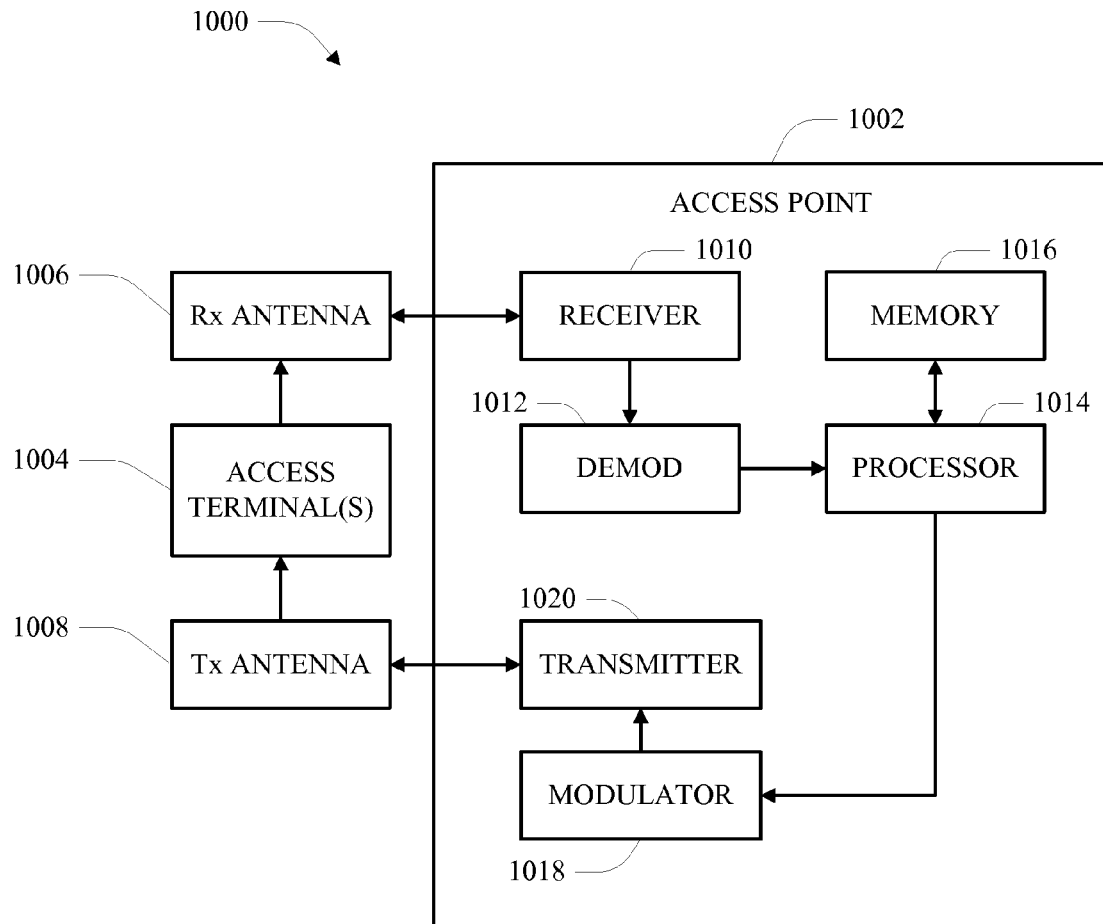 1000
1002
ACCESS POINT
1006
1010
1016
Rx ANTENNA
RECEIVER
MEMORY
1012
1014
1004
ACCESS
TERMINAL(S)
DEMOD
PROCESSOR
1008
1020
Tx ANTENNA
TRANSMITTER
MODULATOR
1018